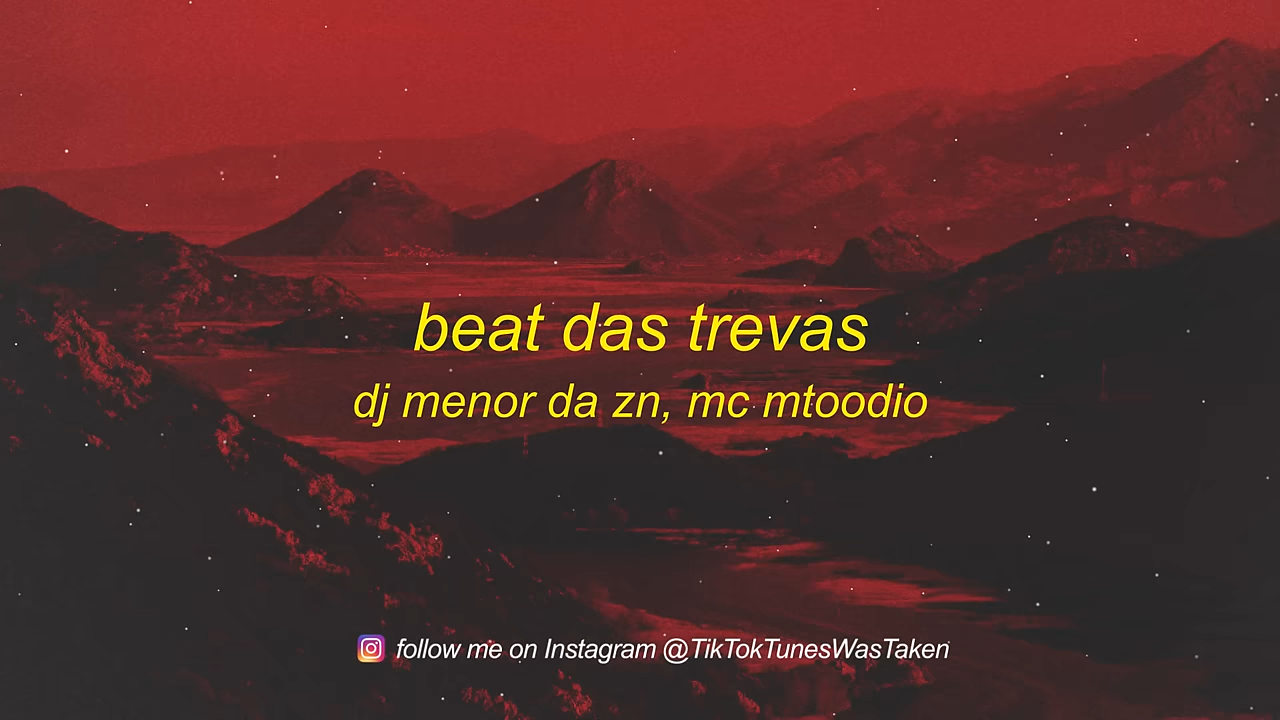 beat das trevas
dj menor da zn, mc mtoodio
follow me on Instagram @TikTokTunesWasTaken